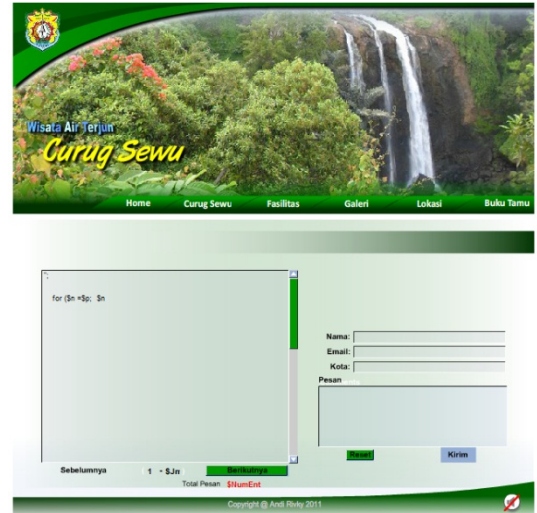 Wisata Air Terjun
Curug Sewu
Home Curug Sewu Fasilitas Galeri Lokasi Buku Tamu
";
for ($n =$p; $n
Nama:
Email:
Kota:
Pesan
Reset Kirim
Sebelumnya 1 - $Jn Berikutnya
Total Pesan $NumEnt
Copyright @ Andi Rivky 2011